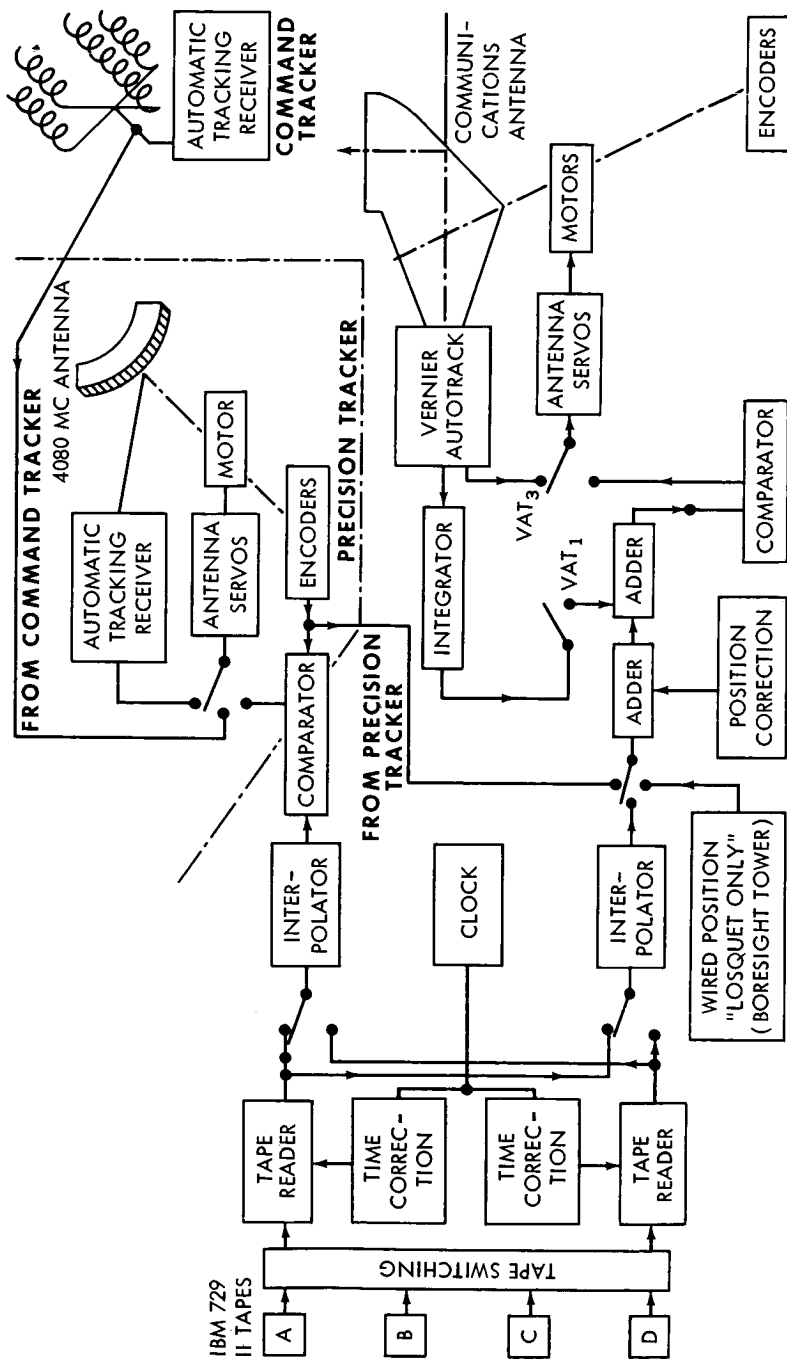 IBM 729
II TAPES
A
B
C
D
TAPE SWITCHING
TAPE
READER
TIME
CORREC-
TION
TIME
CORREC-
TION
TAPE
READER
INTER-
POLATOR
CLOCK
INTER-
POLATOR
WIRED POSITION
"LOSQUET ONLY"
(BORESIGHT TOWER)
FROM COMMAND TRACKER
4080 MC ANTENNA
AUTOMATIC
TRACKING
RECEIVER
ANTENNA
SERVOS
MOTOR
COMPARATOR
ENCODERS
PRECISION TRACKER
FROM PRECISION
TRACKER
AUTOMATIC
TRACKING
RECEIVER
COMMAND
TRACKER
COMMUNI-
CATIONS
ANTENNA
VERNIER
AUTOTRACK
INTEGRATOR
VAT3
VAT1
ANTENNA
SERVOS
MOTORS
ADDER
ADDER
POSITION
CORRECTION
COMPARATOR
ENCODERS